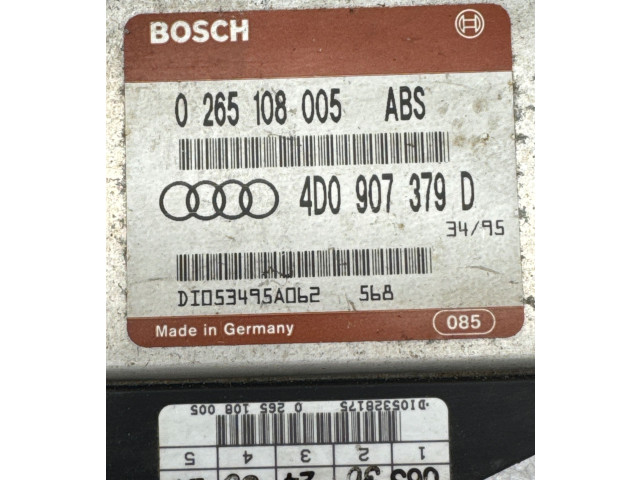 BOSCH
0 265 108 005 ABS
4D0 907 379 D
34/95
DI053495A062 568
Made in Germany 085
DI05328175 0 265 108 005
1 2 3 4 5